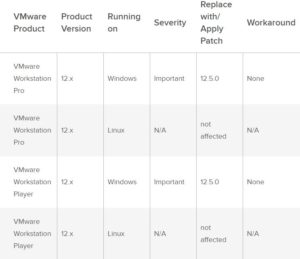 VMware Product | Product Version | Running on | Severity | Replace with/ Apply Patch | Workaround
VMware Workstation Pro | 12.x | Windows | Important | 12.5.0 | None
VMware Workstation Pro | 12.x | Linux | N/A | not affected | N/A
VMware Workstation Player | 12.x | Windows | Important | 12.5.0 | None
VMware Workstation Player | 12.x | Linux | N/A | not affected | N/A